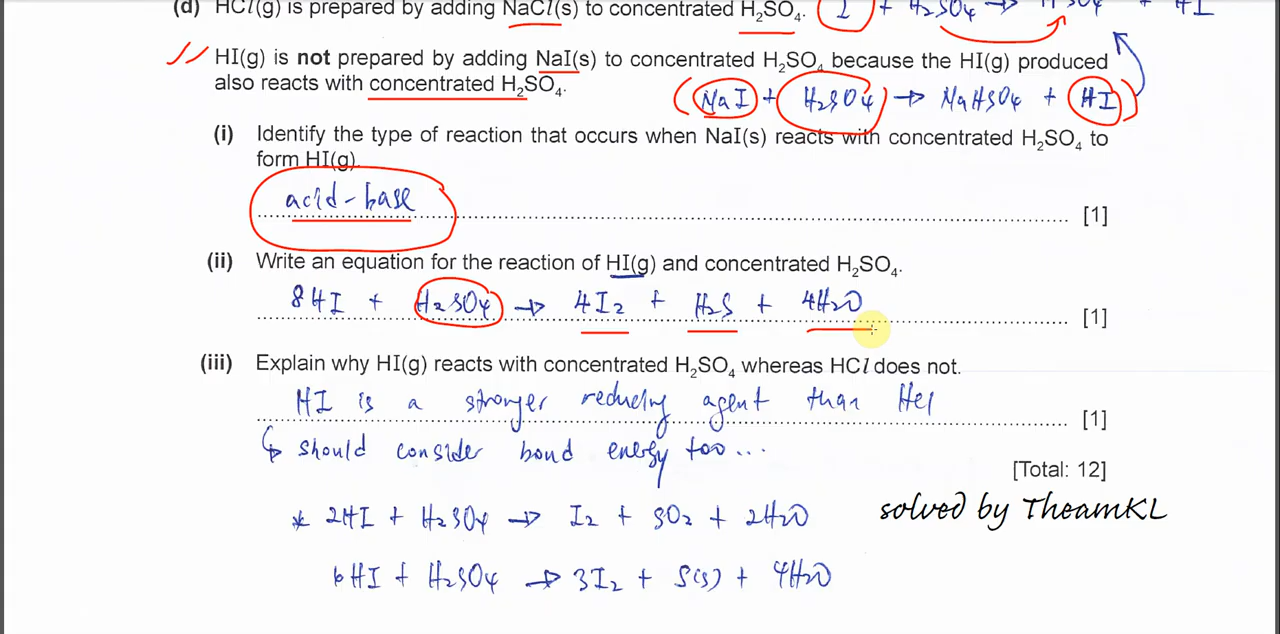 (d) HCl(g) is prepared by adding NaCl(s) to concentrated H₂SO₄. I + H₂SO₄ → SO₄ + HI
HI(g) is not prepared by adding NaI(s) to concentrated H₂SO₄ because the HI(g) produced
also reacts with concentrated H₂SO₄.
(NaI + H₂SO₄ → NaHSO₄ + HI)
(i) Identify the type of reaction that occurs when NaI(s) reacts with concentrated H₂SO₄ to
form HI(g).
acid-base
[1]
(ii) Write an equation for the reaction of HI(g) and concentrated H₂SO₄.
8HI + H₂SO₄ → 4I₂ + H₂S + 4H₂O
[1]
(iii) Explain why HI(g) reacts with concentrated H₂SO₄ whereas HCl does not.
HI is a stronger reducing agent than HCl
[1]
↳ should consider bond energy too...
[Total: 12]
* 2HI + H₂SO₄ → I₂ + SO₂ + 2H₂O
solved by TheamKL
6HI + H₂SO₄ → 3I₂ + S(s) + 4H₂O